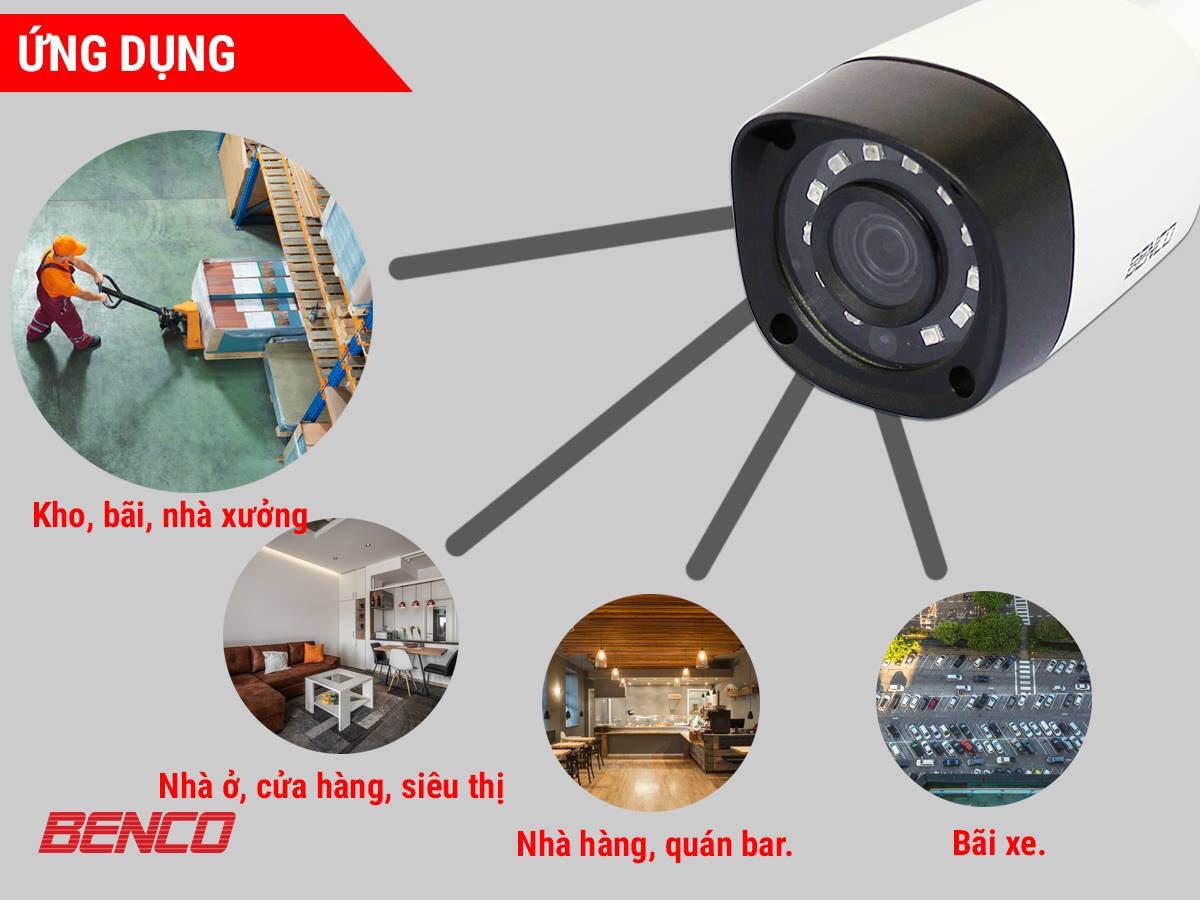 ỨNG DỤNG
BENCO
Kho, bãi, nhà xưởng
Nhà ở, cửa hàng, siêu thị
BENCO
Nhà hàng, quán bar.
Bãi xe.